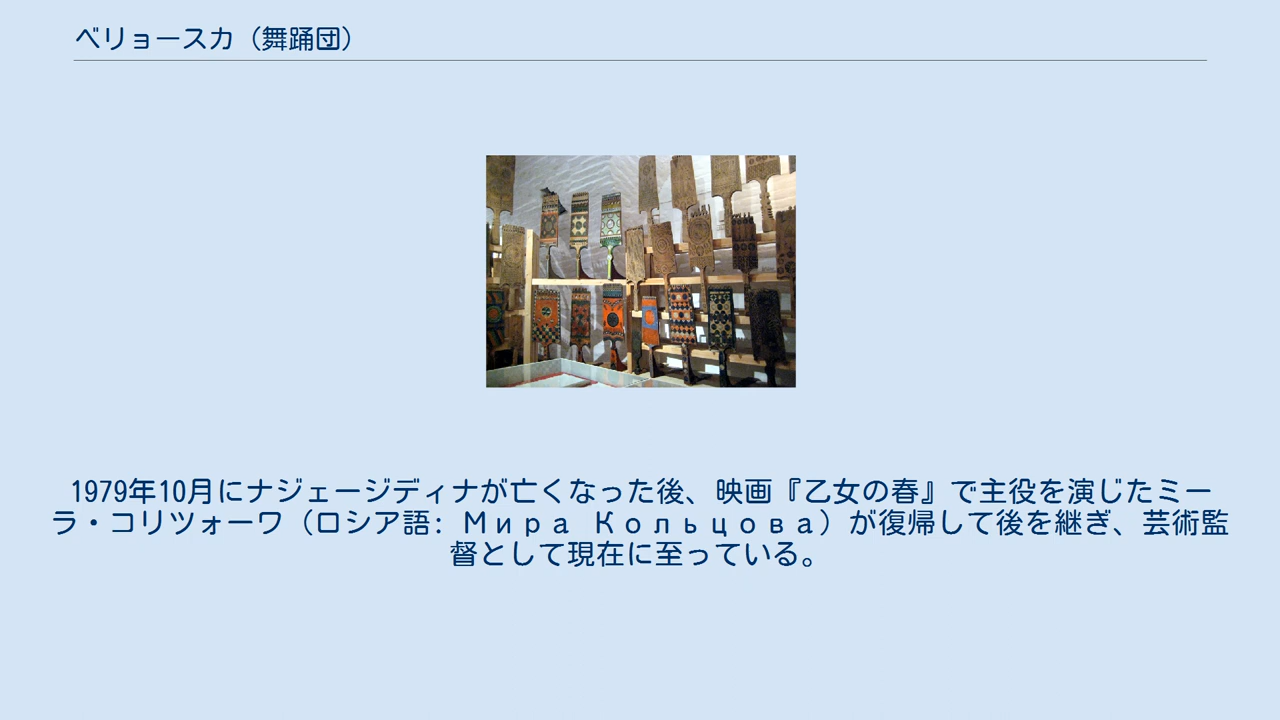 ベリョースカ（舞踊団）
1979年10月にナジェージディナが亡くなった後、映画『乙女の春』で主役を演じたミー
ラ・コリツォーワ（ロシア語: Мира Кольцова）が復帰して後を継ぎ、芸術監
督として現在に至っている。